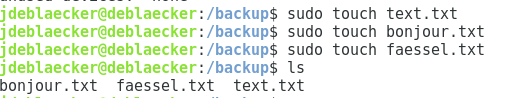 jdeblaecker@deblaecker:/backup$ sudo touch text.txt
jdeblaecker@deblaecker:/backup$ sudo touch bonjour.txt
jdeblaecker@deblaecker:/backup$ sudo touch faessel.txt
jdeblaecker@deblaecker:/backup$ ls
bonjour.txt  faessel.txt  text.txt